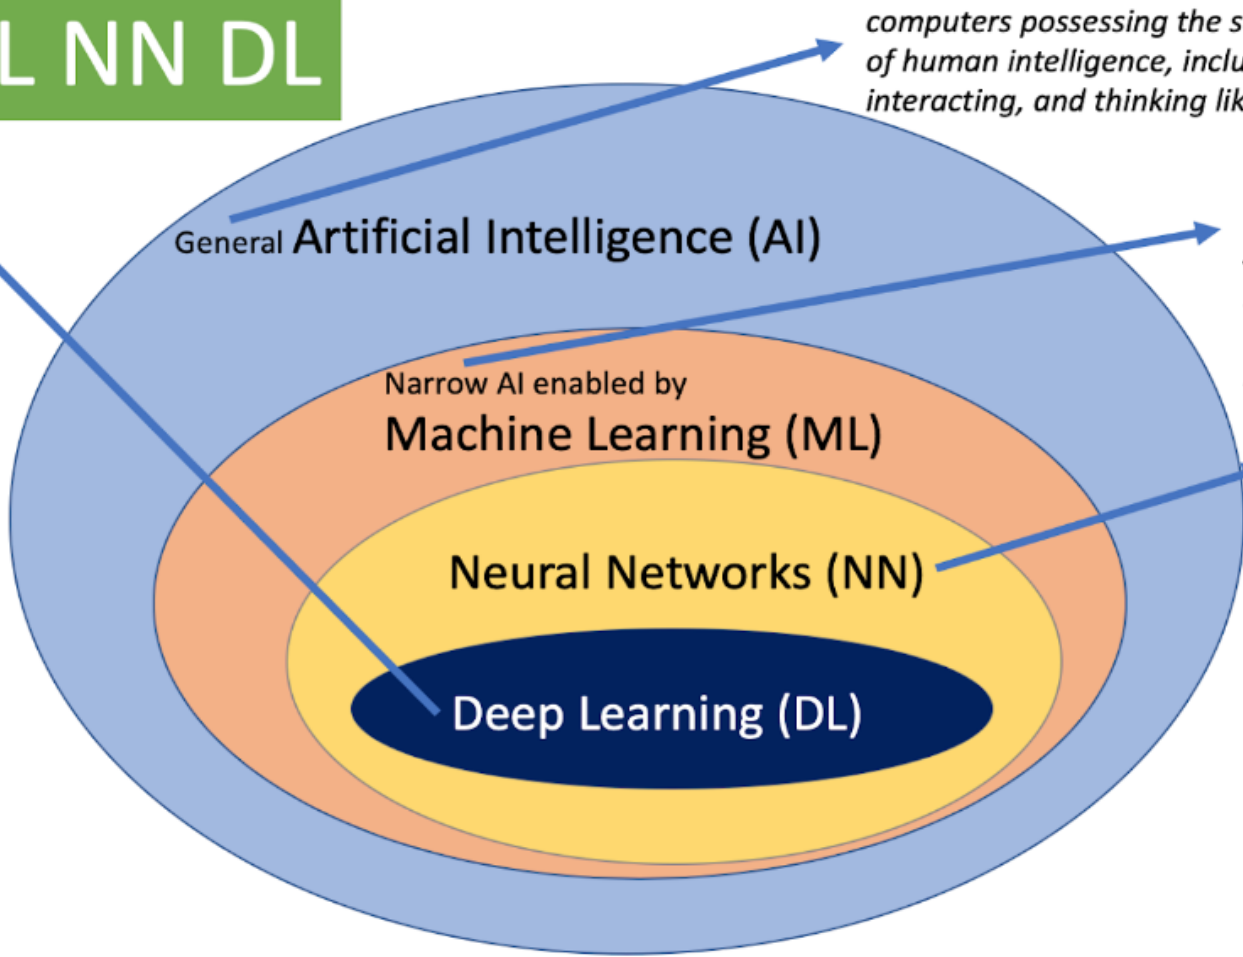 L NN DL
computers possessing the s
of human intelligence, inclu
interacting, and thinking lik
General Artificial Intelligence (AI)
Narrow AI enabled by
Machine Learning (ML)
Neural Networks (NN)
Deep Learning (DL)